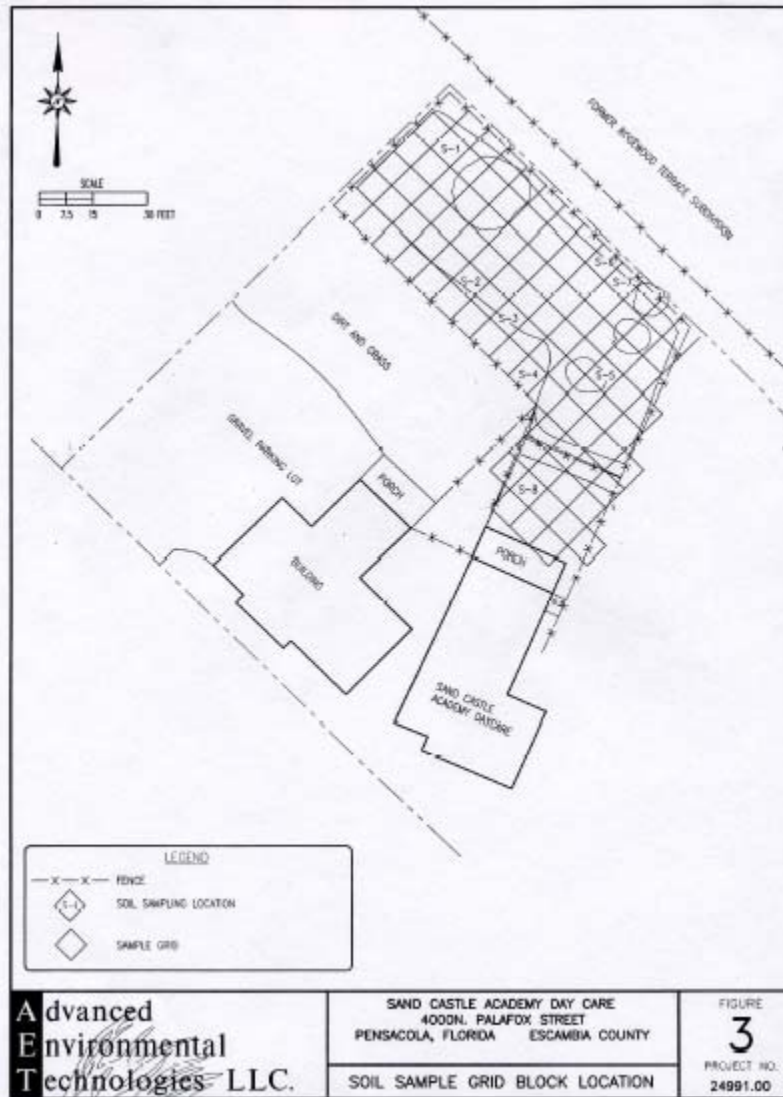 SCALE
0 7.5 15 30 FEET
FORMER ROSEWOOD TERRACE SUBDIVISION
S-1
S-2
S-3
S-4
S-5
S-7
S-8
DIRT AND GRASS
GRAVEL PARKING LOT
PORCH
BUILDING
PORCH
SAND CASTLE
ACADEMY DAYCARE
LEGEND
—X—X— FENCE
SOIL SAMPLING LOCATION
SAMPLE GRID
Advanced
Environmental
Technologies LLC.
SAND CASTLE ACADEMY DAY CARE
4000N. PALAFOX STREET
PENSACOLA, FLORIDA ESCAMBIA COUNTY
SOIL SAMPLE GRID BLOCK LOCATION
FIGURE
3
PROJECT NO.
24991.00